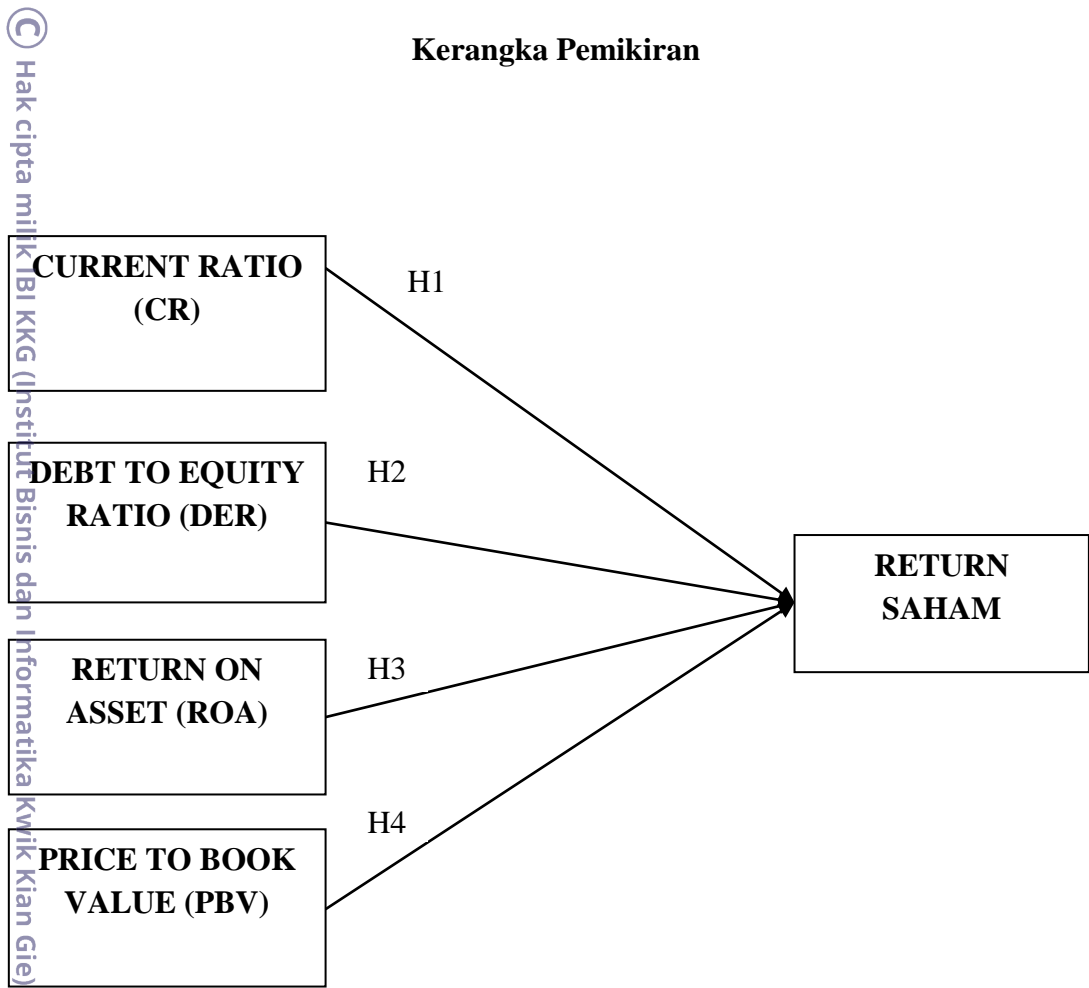 Kerangka Pemikiran
© Hak cipta milik IBI KKG (Institut Bisnis dan Informatika Kwik Kian Gie)
CURRENT RATIO
(CR)
H1
DEBT TO EQUITY
RATIO (DER)
H2
RETURN ON
ASSET (ROA)
H3
PRICE TO BOOK
VALUE (PBV)
H4
RETURN
SAHAM